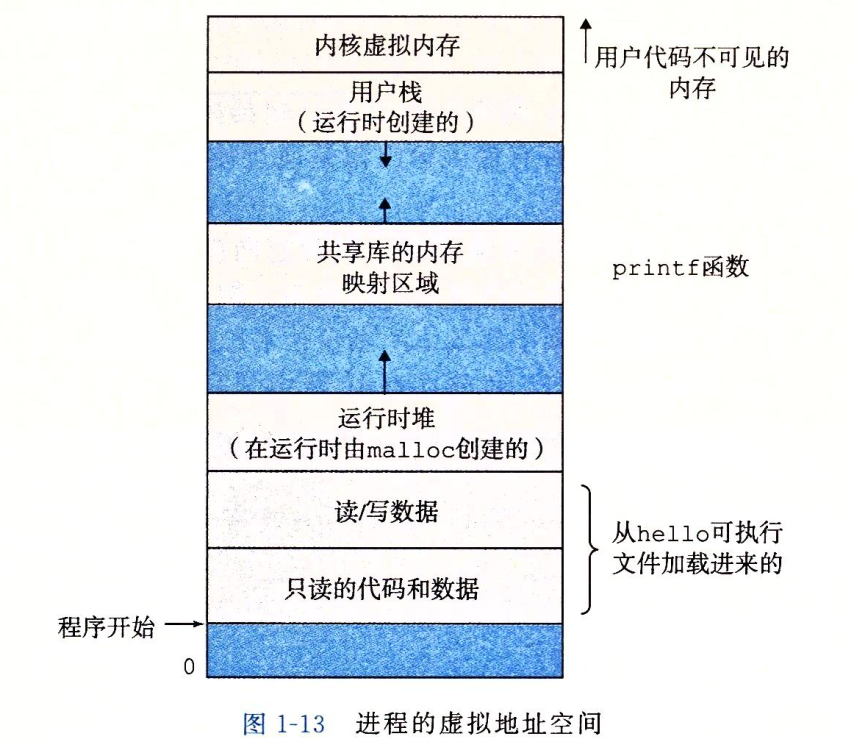 内核虚拟内存
用户代码不可见的
内存
用户栈
（运行时创建的）
共享库的内存
映射区域
printf函数
运行时堆
（在运行时由malloc创建的）
读/写数据
从hello可执行
文件加载进来的
只读的代码和数据
程序开始
0
图 1-13 进程的虚拟地址空间